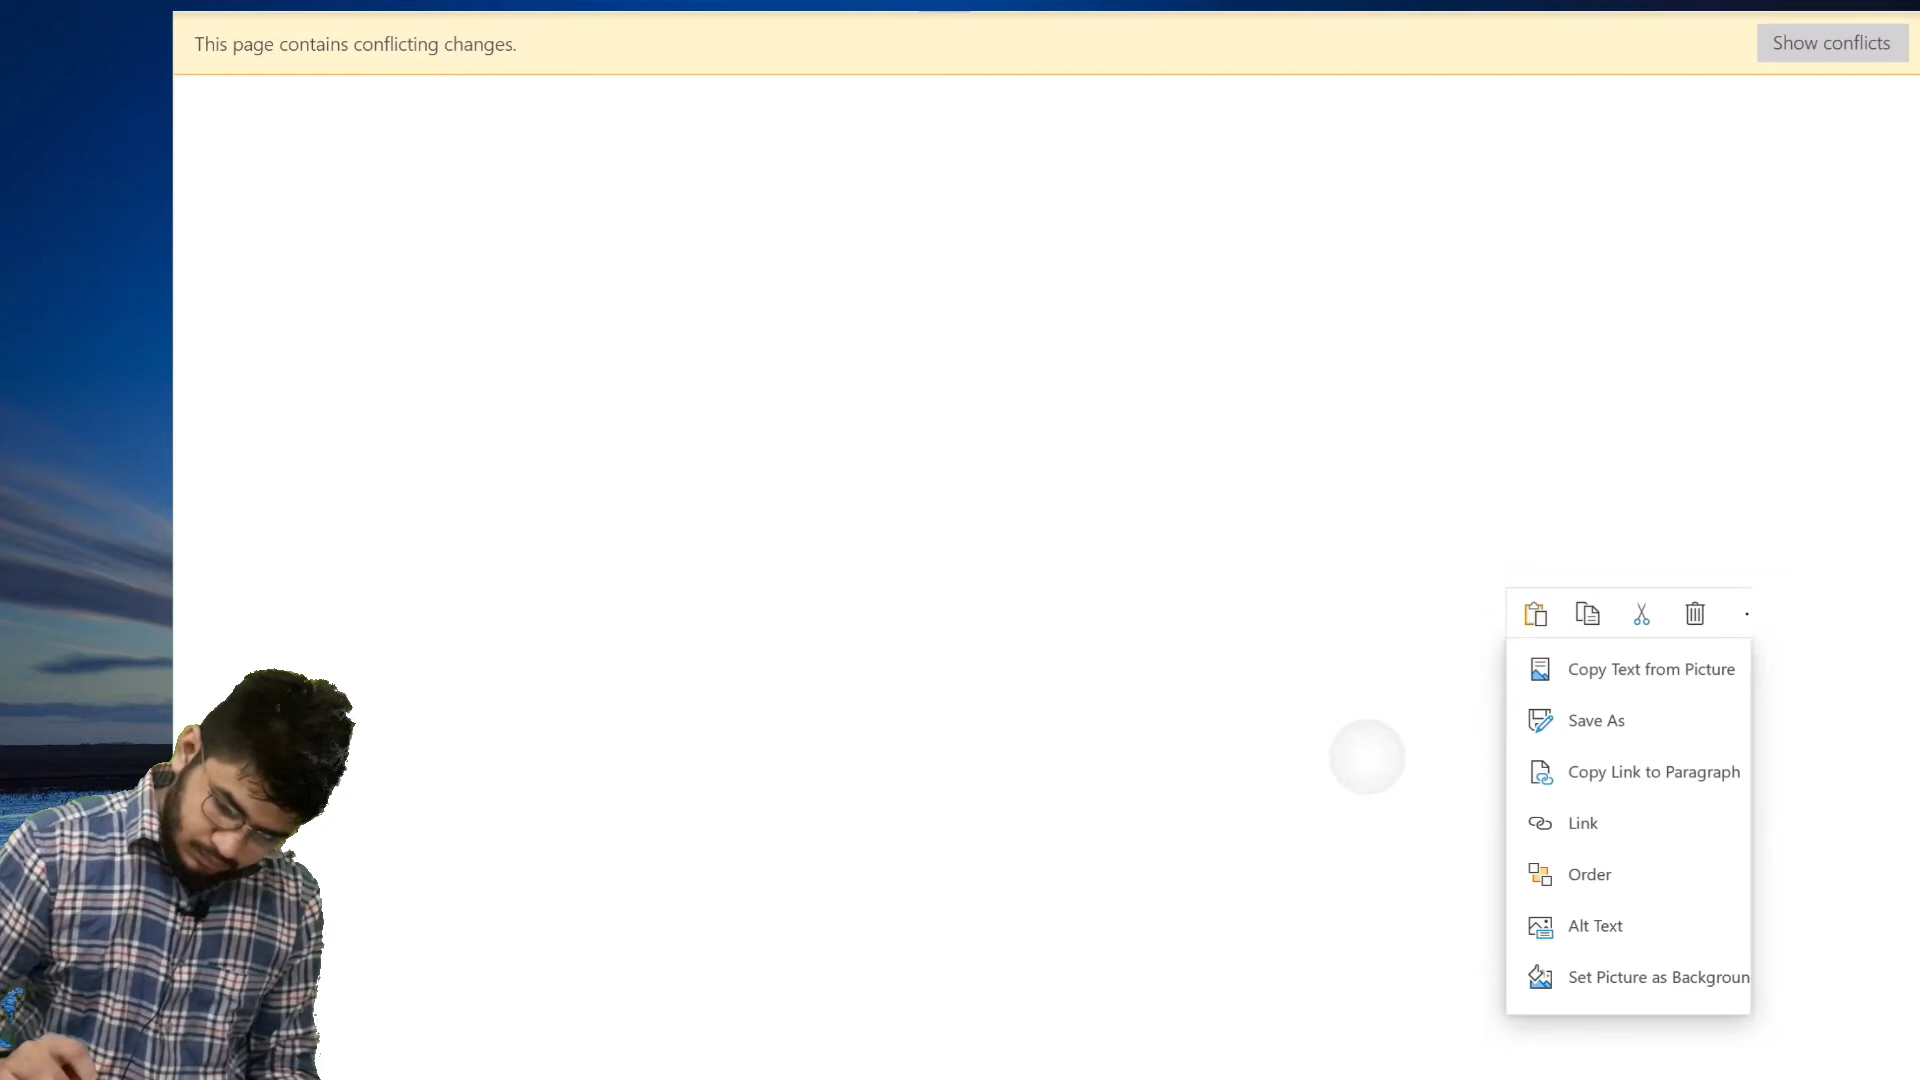 This page contains conflicting changes.
Show conflicts
Copy Text from Picture
Save As
Copy Link to Paragraph
Link
Order
Alt Text
Set Picture as Backgroun